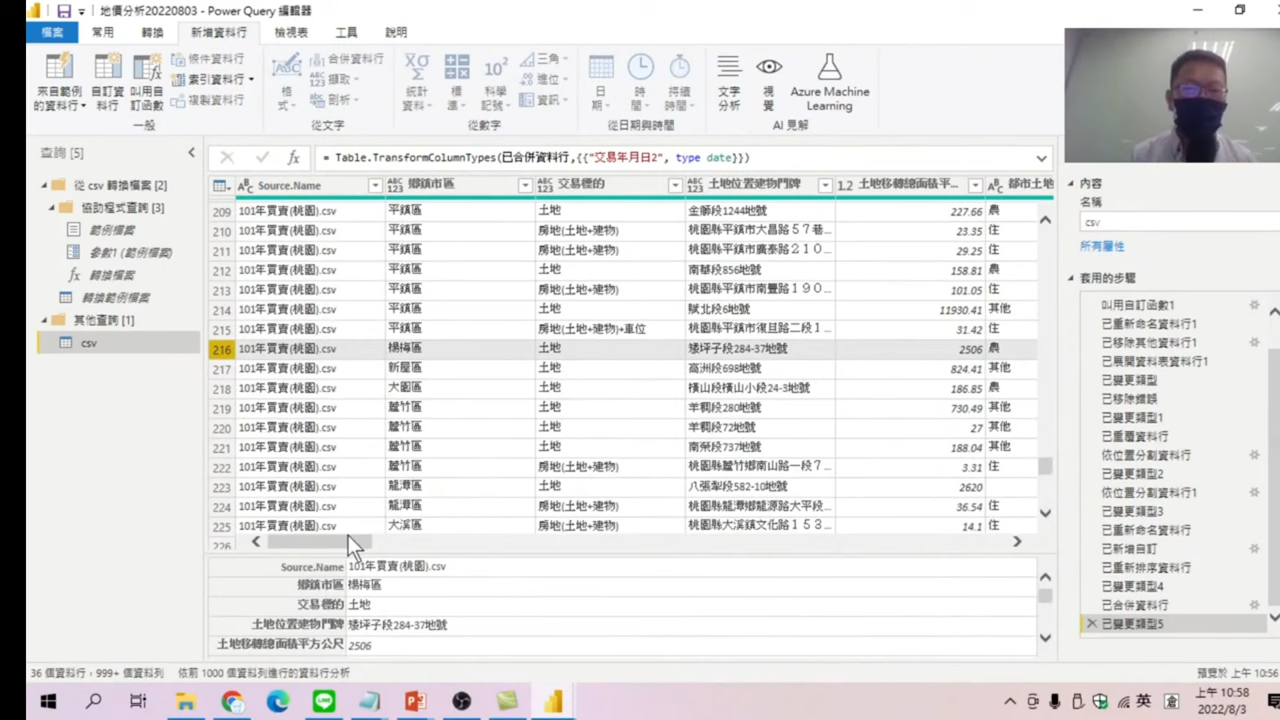 地價分析20220803 - Power Query 編輯器
檔案 常用 轉換 新增資料行 檢視表 工具 說明
條件資料行
索引資料行
複製資料行
來自範例的資料行
自訂資料行
叫用自訂函數
一般
格式
合併資料行
擷取
剖析
從文字
統計資料
標準
科學記號
三角
進位
資訊
從數字
日期
時間
持續時間
從日期與時間
文字分析
視覺
Azure Machine Learning
AI 見解
查詢 [5]
= Table.TransformColumnTypes(已合併資料行,{{"交易年月日2", type date}})
從 csv 轉換檔案 [2]
協助程式查詢 [3]
範例檔案
參數1 (範例檔案)
fx 轉換檔案
轉換範例檔案
其他查詢 [1]
csv
Source.Name 鄉鎮市區 交易標的 土地位置建物門牌 1.2 土地移轉總面積平... 都市土地
209 101年買賣(桃園).csv 平鎮區 土地 金獅段1244地號 227.66 農
210 101年買賣(桃園).csv 平鎮區 房地(土地+建物) 桃園縣平鎮市大昌路５７巷... 23.35 住
211 101年買賣(桃園).csv 平鎮區 房地(土地+建物) 桃園縣平鎮市廣泰路２１０... 29.25 住
212 101年買賣(桃園).csv 平鎮區 土地 南華段856地號 158.81 農
213 101年買賣(桃園).csv 平鎮區 房地(土地+建物) 桃園縣平鎮市南豐路１９０... 101.05 住
214 101年買賣(桃園).csv 平鎮區 土地 賦北段6地號 11930.41 其他
215 101年買賣(桃園).csv 平鎮區 房地(土地+建物)+車位 桃園縣平鎮市復旦路二段１... 31.42 住
216 101年買賣(桃園).csv 楊梅區 土地 矮坪子段284-37地號 2506 農
217 101年買賣(桃園).csv 新屋區 土地 高洲段698地號 824.41 其他
218 101年買賣(桃園).csv 大園區 土地 橫山段橫山小段24-3地號 186.85 農
219 101年買賣(桃園).csv 蘆竹區 土地 羊稠段280地號 730.49 其他
220 101年買賣(桃園).csv 蘆竹區 土地 羊稠段72地號 27 其他
221 101年買賣(桃園).csv 蘆竹區 土地 南榮段737地號 188.04 其他
222 101年買賣(桃園).csv 蘆竹區 房地(土地+建物) 桃園縣蘆竹鄉南山路一段７... 3.31 住
223 101年買賣(桃園).csv 龍潭區 土地 八張犁段582-10地號 2620
224 101年買賣(桃園).csv 龍潭區 房地(土地+建物) 桃園縣龍潭鄉龍源路大平段... 36.54 住
225 101年買賣(桃園).csv 大溪區 房地(土地+建物) 桃園縣大溪鎮文化路１５３... 14.1 住
226
Source.Name 101年買賣(桃園).csv
鄉鎮市區 楊梅區
交易標的 土地
土地位置建物門牌 矮坪子段284-37地號
土地移轉總面積平方公尺 2506
內容
名稱
csv
所有屬性
套用的步驟
叫用自訂函數1
已重新命名資料行1
已移除其他資料行1
已展開資料表資料行1
已變更類型
已移除錯誤
已變更類型1
已重覆資料行
依位置分割資料行
已變更類型2
依位置分割資料行1
已變更類型3
已重新命名資料行
已新增自訂
已重新排序資料行
已變更類型4
已合併資料行
已變更類型5
36 個資料行，999+ 個資料列 依前 1000 個資料列進行的資料行分析 預覽於 上午 10:56
英 倉 上午 10:58
2022/8/3